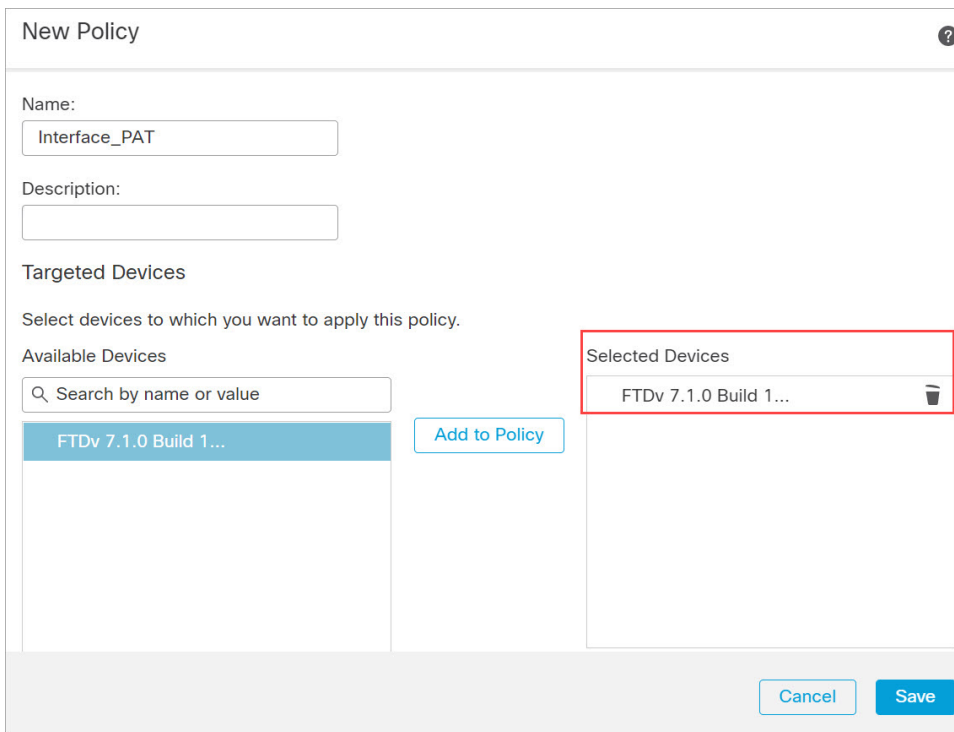 New Policy
?
Name:
Interface_PAT
Description:
Targeted Devices
Select devices to which you want to apply this policy.
Available Devices
Selected Devices
Search by name or value
FTDv 7.1.0 Build 1...
FTDv 7.1.0 Build 1...
Add to Policy
Cancel
Save